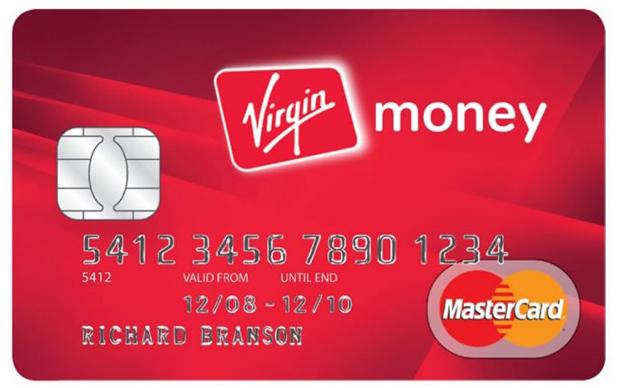 Virgin money
5412 3456 7890 1234
5412 VALID FROM UNTIL END
12/08 - 12/10
MasterCard
RICHARD BRANSON